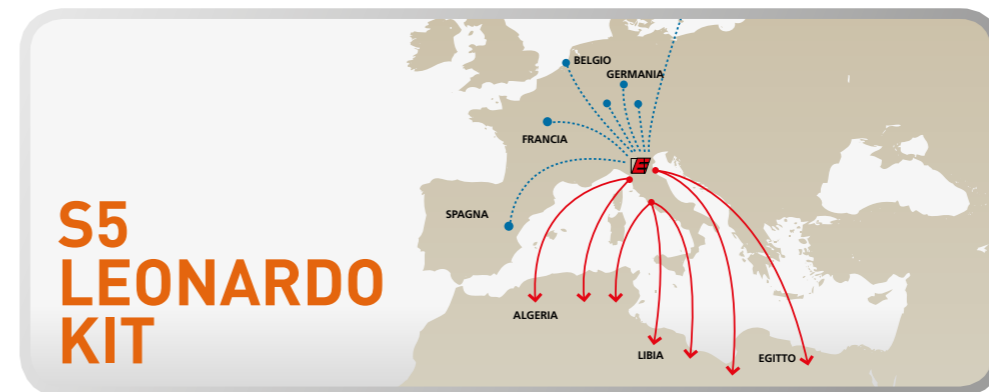 BELGIO
GERMANIA
FRANCIA
SPAGNA
S5
LEONARDO
KIT
ALGERIA
LIBIA
EGITTO